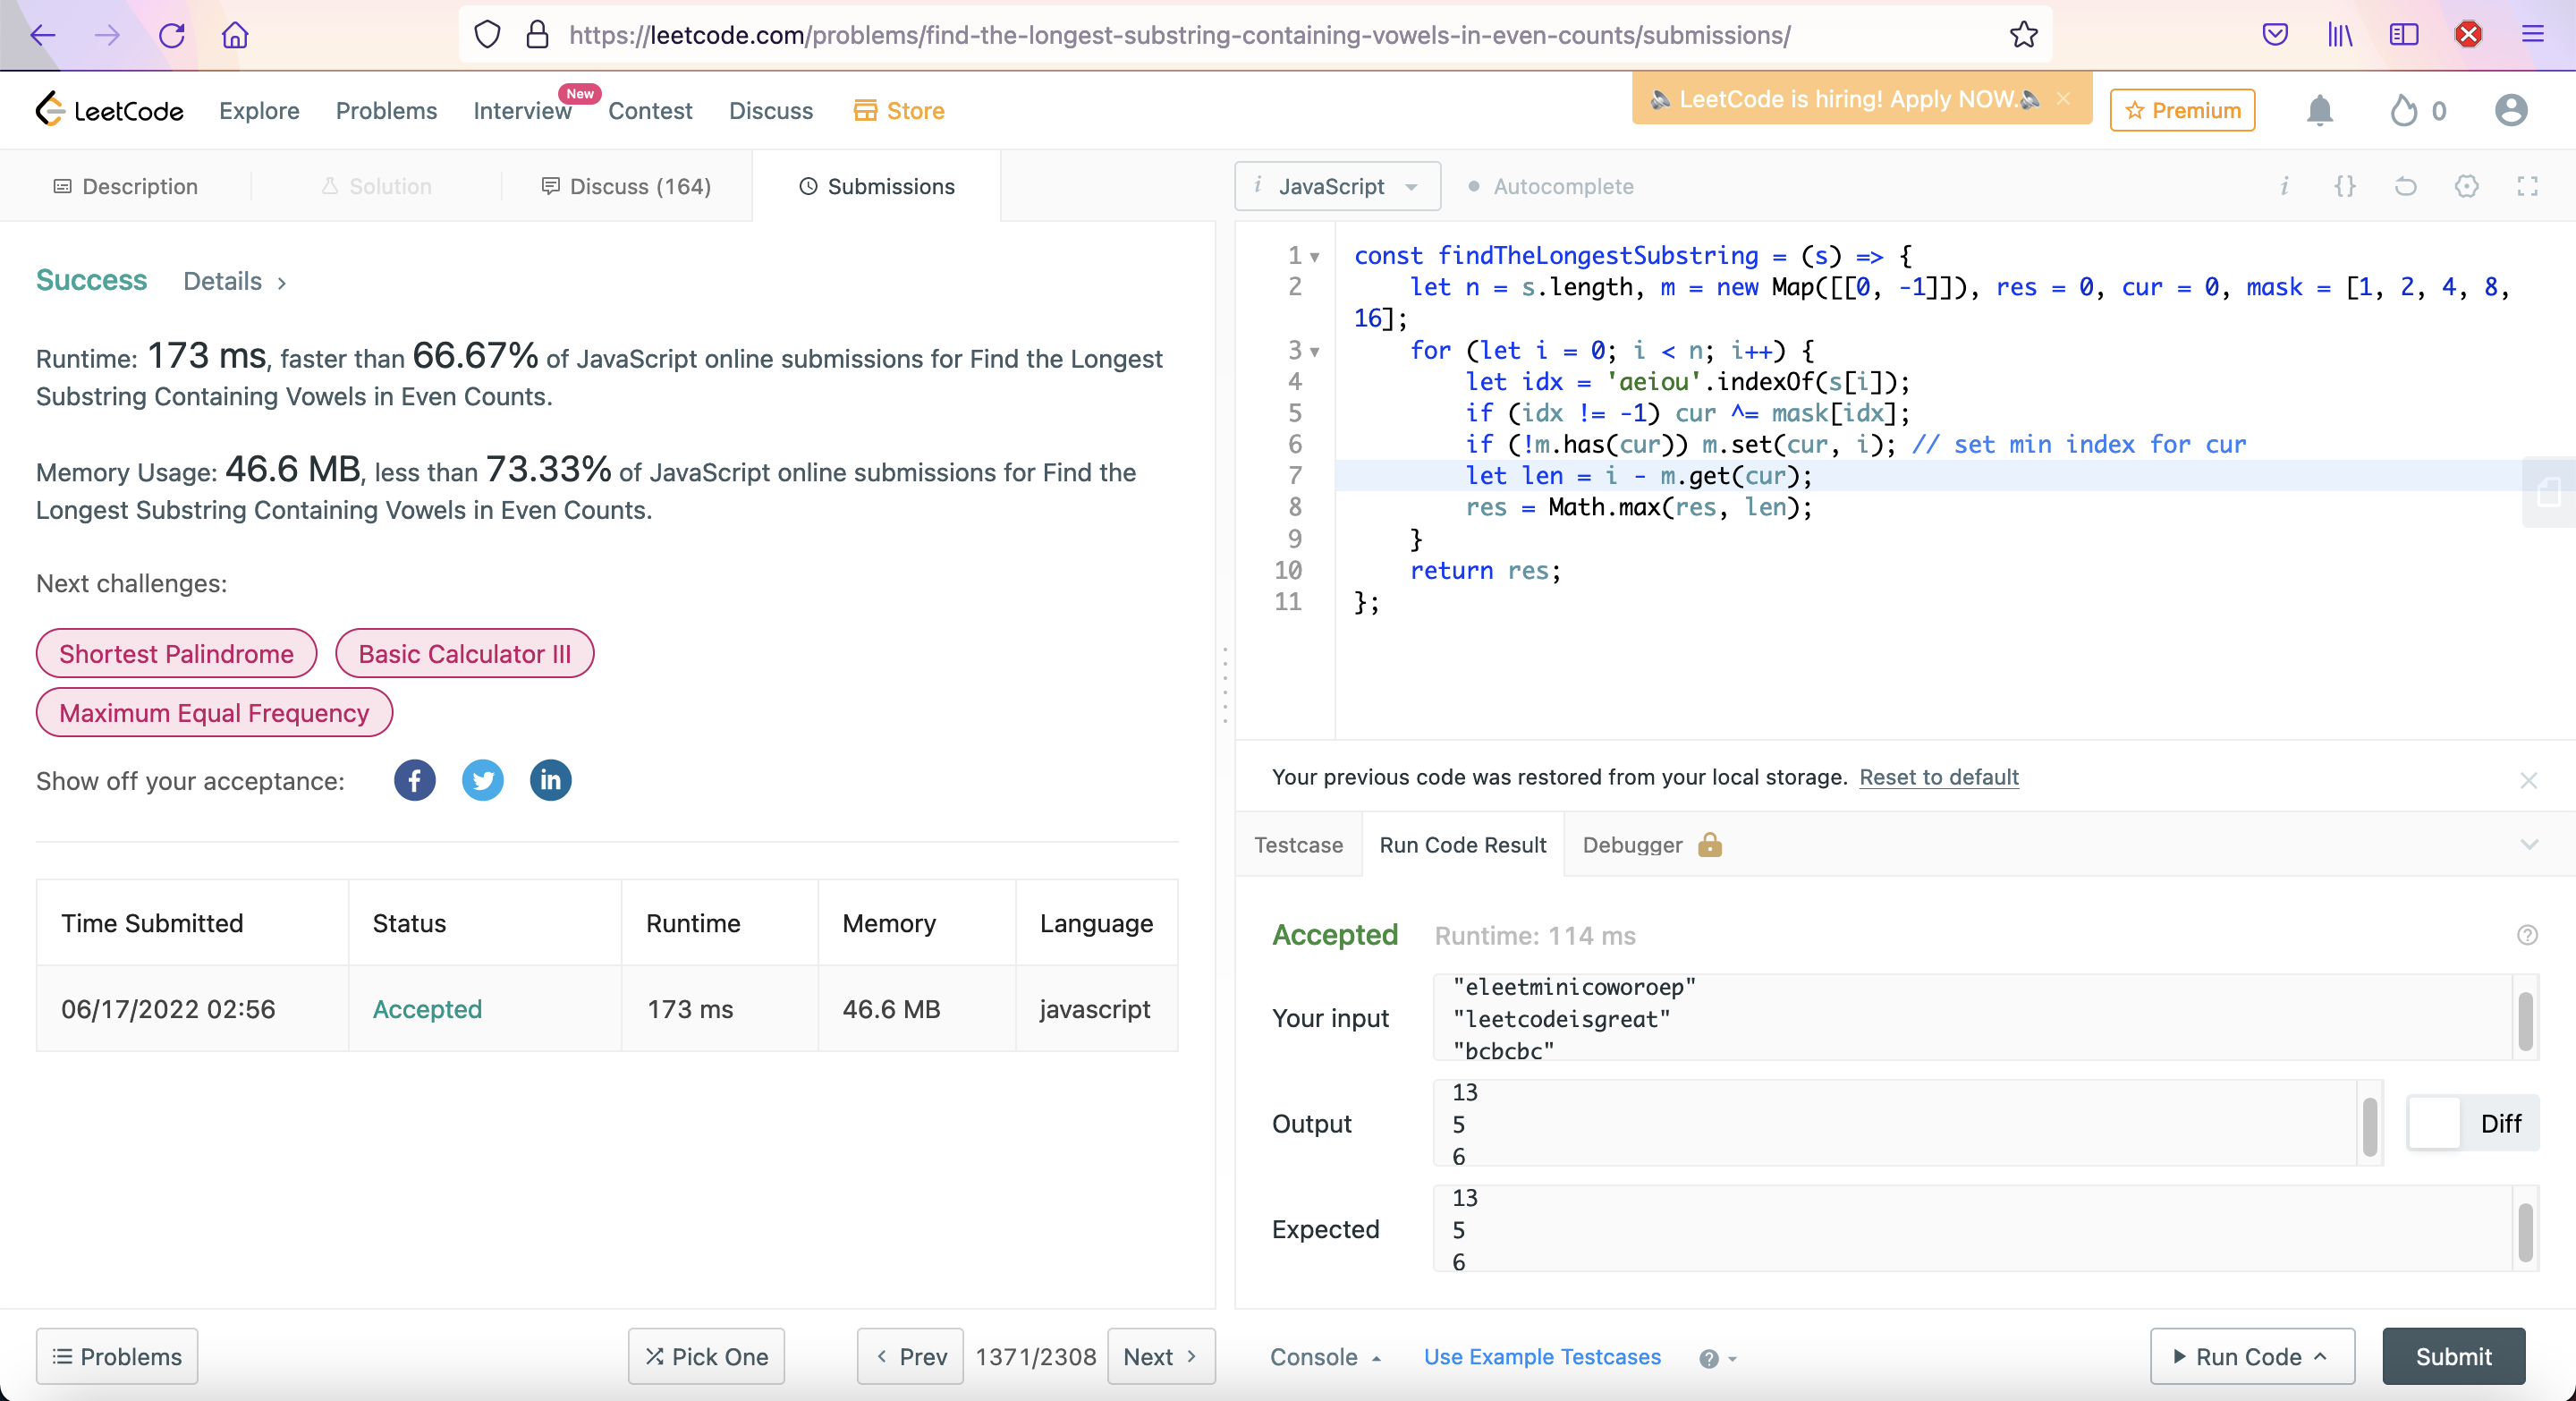 https://leetcode.com/problems/find-the-longest-substring-containing-vowels-in-even-counts/submissions/
LeetCode Explore Problems Interview New Contest Discuss Store LeetCode is hiring! Apply NOW. Premium 0
Description Solution Discuss (164) Submissions
i JavaScript Autocomplete i {}
Success Details >
Runtime: 173 ms, faster than 66.67% of JavaScript online submissions for Find the Longest
Substring Containing Vowels in Even Counts.
Memory Usage: 46.6 MB, less than 73.33% of JavaScript online submissions for Find the
Longest Substring Containing Vowels in Even Counts.
Next challenges:
Shortest Palindrome Basic Calculator III
Maximum Equal Frequency
Show off your acceptance: f in
Time Submitted Status Runtime Memory Language
06/17/2022 02:56 Accepted 173 ms 46.6 MB javascript
1 const findTheLongestSubstring = (s) => {
2 let n = s.length, m = new Map([[0, -1]]), res = 0, cur = 0, mask = [1, 2, 4, 8,
16];
3 for (let i = 0; i < n; i++) {
4 let idx = 'aeiou'.indexOf(s[i]);
5 if (idx != -1) cur ^= mask[idx];
6 if (!m.has(cur)) m.set(cur, i); // set min index for cur
7 let len = i - m.get(cur);
8 res = Math.max(res, len);
9 }
10 return res;
11 };
Your previous code was restored from your local storage. Reset to default
Testcase Run Code Result Debugger
Accepted Runtime: 114 ms
Your input
"eleetminicoworoep"
"leetcodeisgreat"
"bcbcbc"
Output
13
5
6
Diff
Expected
13
5
6
Problems Pick One < Prev 1371/2308 Next > Console Use Example Testcases Run Code Submit